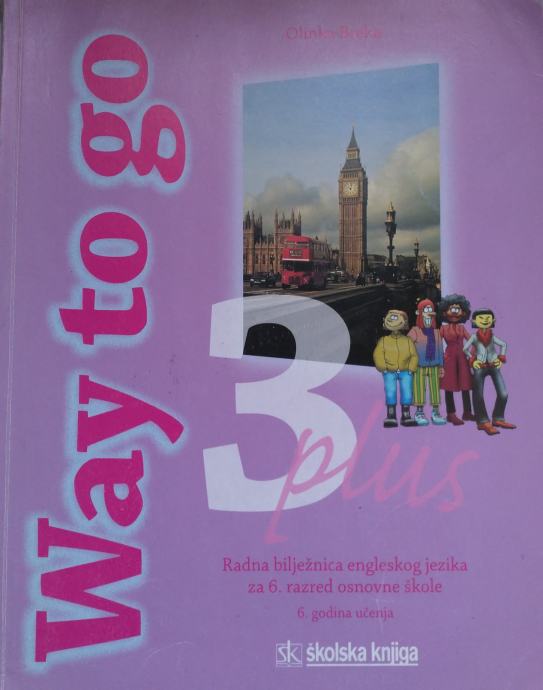 Olinka Breka
Way to go
3
plus
Radna bilježnica engleskog jezika
za 6. razred osnovne škole
6. godina učenja
šk školska knjiga